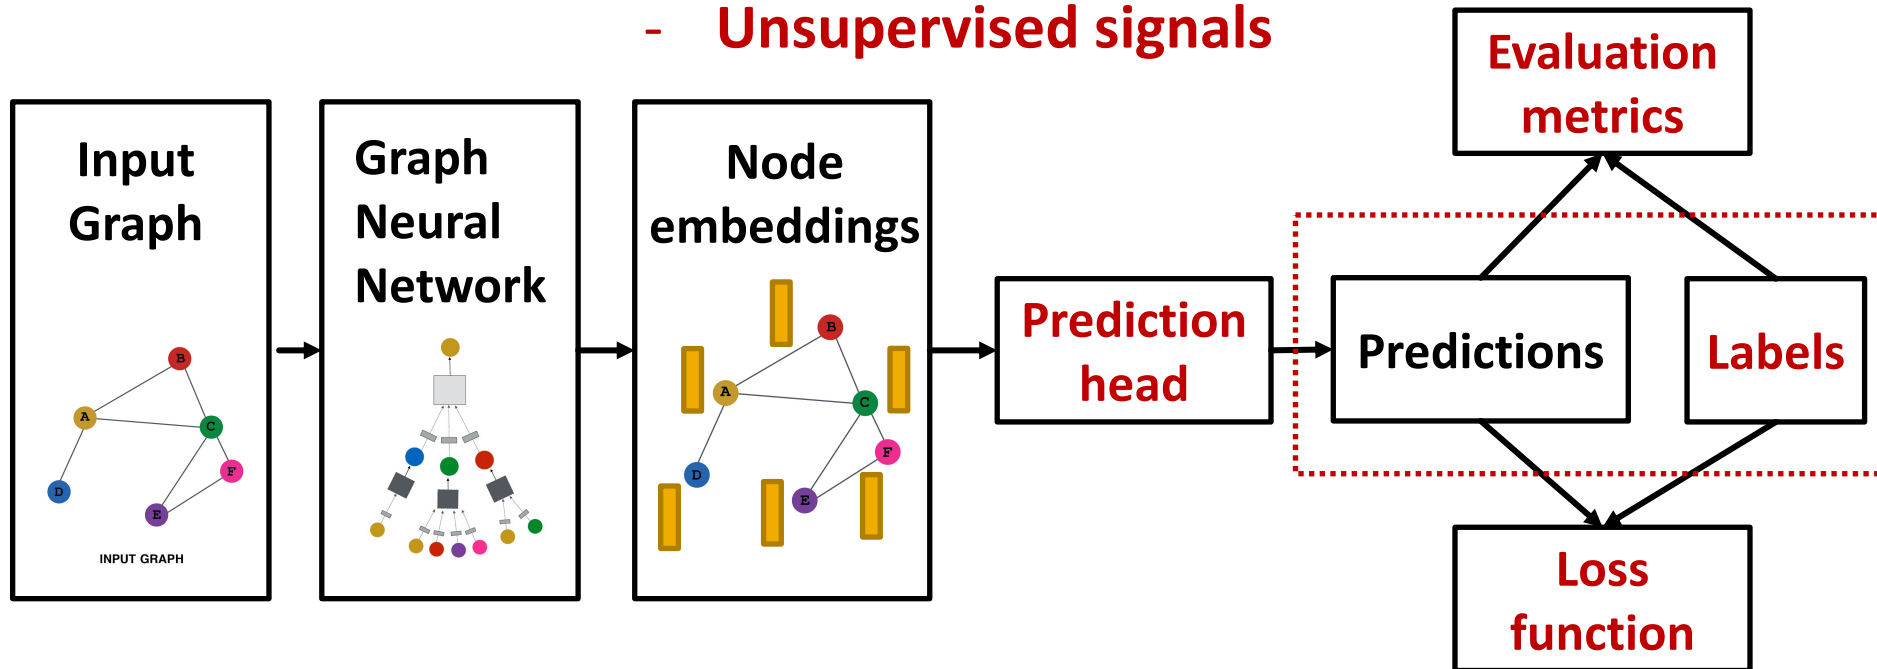 - Unsupervised signals
Input
Graph
B
A
C
F
D
E
INPUT GRAPH
Graph
Neural
Network
Node
embeddings
B
A
C
F
D
E
Prediction
head
Evaluation
metrics
Predictions
Labels
Loss
function